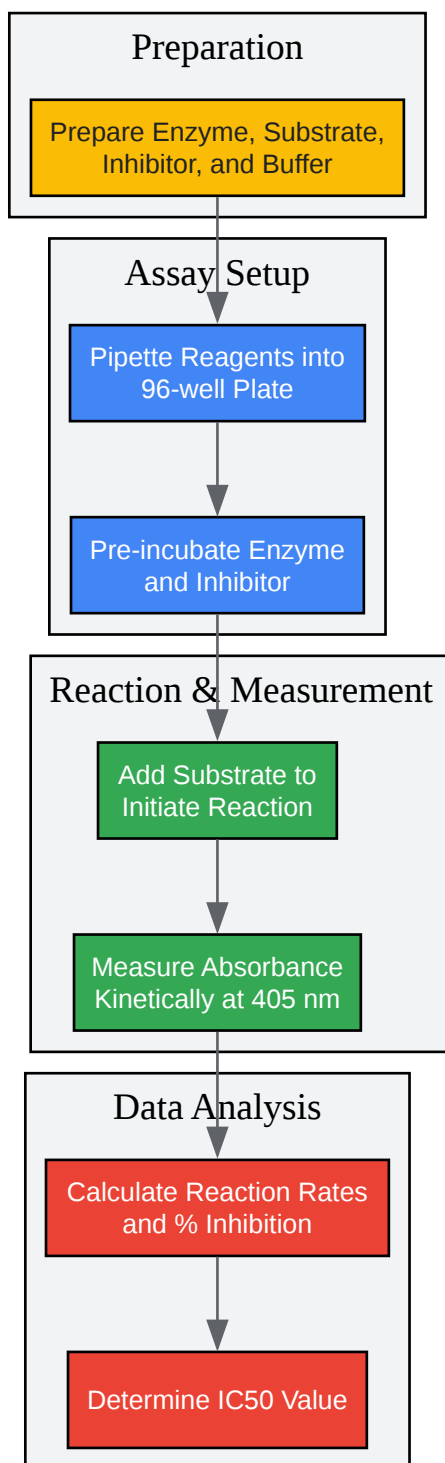 Preparation
Prepare Enzyme, Substrate,
Inhibitor, and Buffer
Assay Setup
Pipette Reagents into
96-well Plate
Pre-incubate Enzyme
and Inhibitor
Reaction & Measurement
Add Substrate to
Initiate Reaction
Measure Absorbance
Kinetically at 405 nm
Data Analysis
Calculate Reaction Rates
and % Inhibition
Determine IC50 Value